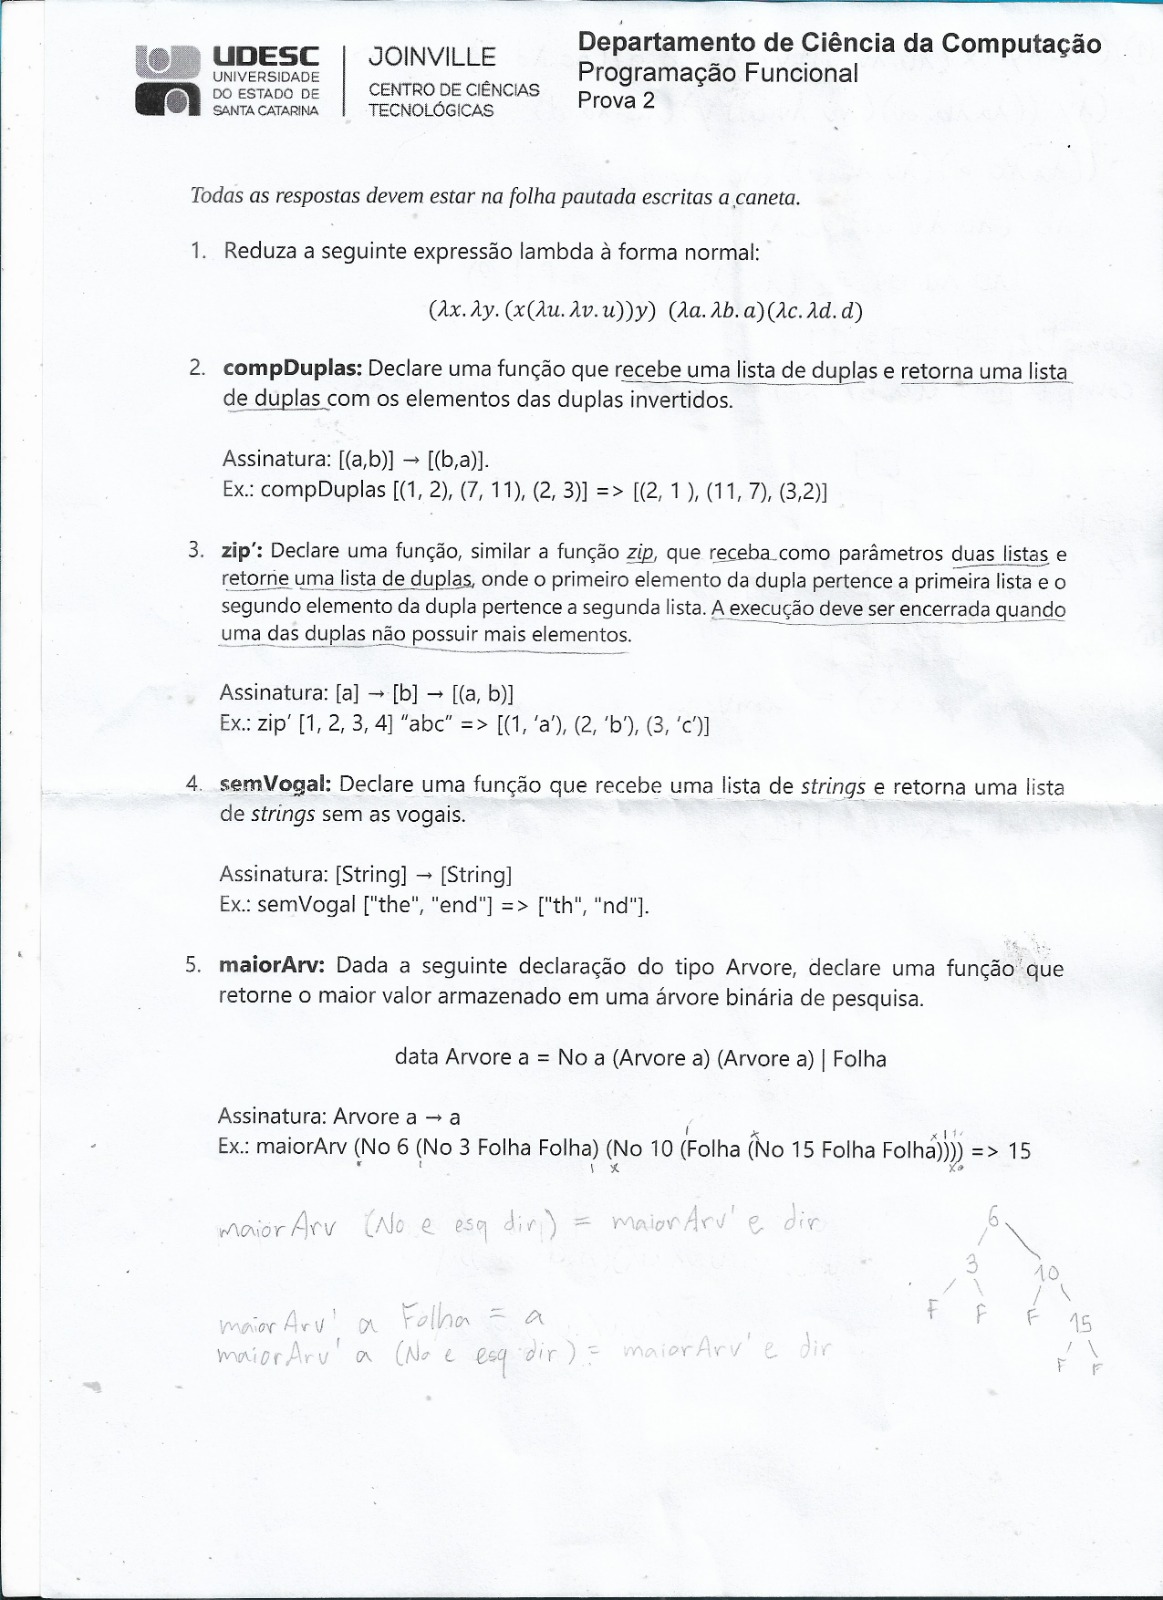 UDESC
UNIVERSIDADE
DO ESTADO DE
SANTA CATARINA
JOINVILLE
CENTRO DE CIÊNCIAS
TECNOLÓGICAS
Departamento de Ciência da Computação
Programação Funcional
Prova 2
Todas as respostas devem estar na folha pautada escritas a caneta.
1. Reduza a seguinte expressão lambda à forma normal:
(λx. λy. (x(λu. λv. u))y) (λa. λb. a)(λc. λd. d)
2. compDuplas: Declare uma função que recebe uma lista de duplas e retorna uma lista
de duplas com os elementos das duplas invertidos.
Assinatura: [(a,b)] → [(b,a)].
Ex.: compDuplas [(1, 2), (7, 11), (2, 3)] => [(2, 1 ), (11, 7), (3,2)]
3. zip’: Declare uma função, similar a função zip, que receba como parâmetros duas listas e
retorne uma lista de duplas, onde o primeiro elemento da dupla pertence a primeira lista e o
segundo elemento da dupla pertence a segunda lista. A execução deve ser encerrada quando
uma das duplas não possuir mais elementos.
Assinatura: [a] → [b] → [(a, b)]
Ex.: zip’ [1, 2, 3, 4] “abc” => [(1, ‘a’), (2, ‘b’), (3, ‘c’)]
4. semVogal: Declare uma função que recebe uma lista de strings e retorna uma lista
de strings sem as vogais.
Assinatura: [String] → [String]
Ex.: semVogal ["the", "end"] => ["th", "nd"].
5. maiorArv: Dada a seguinte declaração do tipo Arvore, declare uma função que
retorne o maior valor armazenado em uma árvore binária de pesquisa.
data Arvore a = No a (Arvore a) (Arvore a) | Folha
Assinatura: Arvore a → a
Ex.: maiorArv (No 6 (No 3 Folha Folha) (No 10 (Folha (No 15 Folha Folha)))) => 15
maiorArv (No e esq dir) = maiorArv' e dir
maiorArv' a Folha = a
maiorArv' a (No e esq dir) = maiorArv' e dir
6
3 10
F F F 15
F F